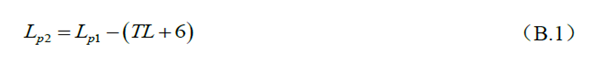 L_{p2} = L_{p1} − (TL + 6) （B.1）